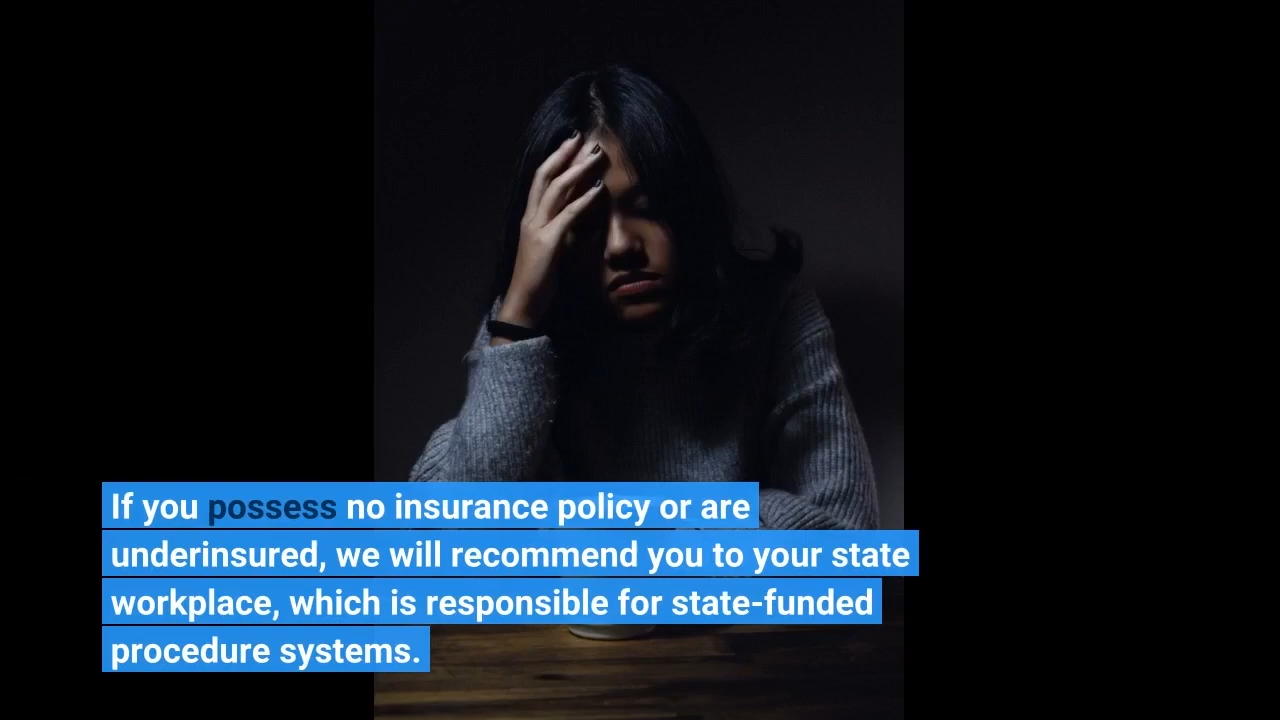 If you possess no insurance policy or are
underinsured, we will recommend you to your state
workplace, which is responsible for state-funded
procedure systems.